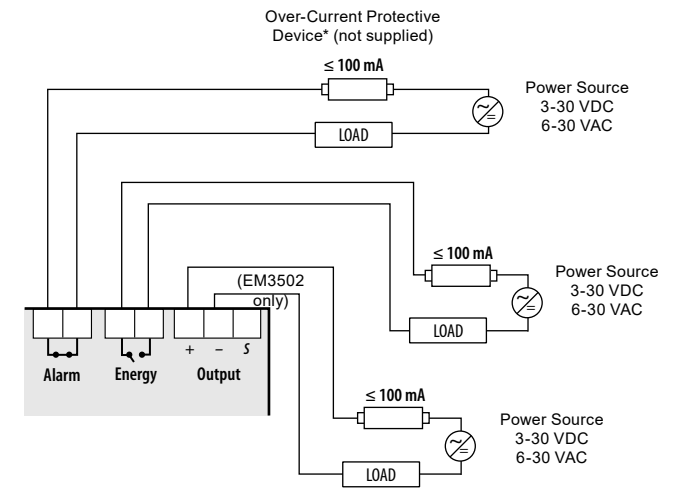 Over-Current Protective
Device* (not supplied)
≤ 100 mA
Power Source
3-30 VDC
6-30 VAC
LOAD
≤ 100 mA
Power Source
3-30 VDC
6-30 VAC
LOAD
(EM3502
only)
+ – S
Alarm Energy Output
≤ 100 mA
Power Source
3-30 VDC
6-30 VAC
LOAD